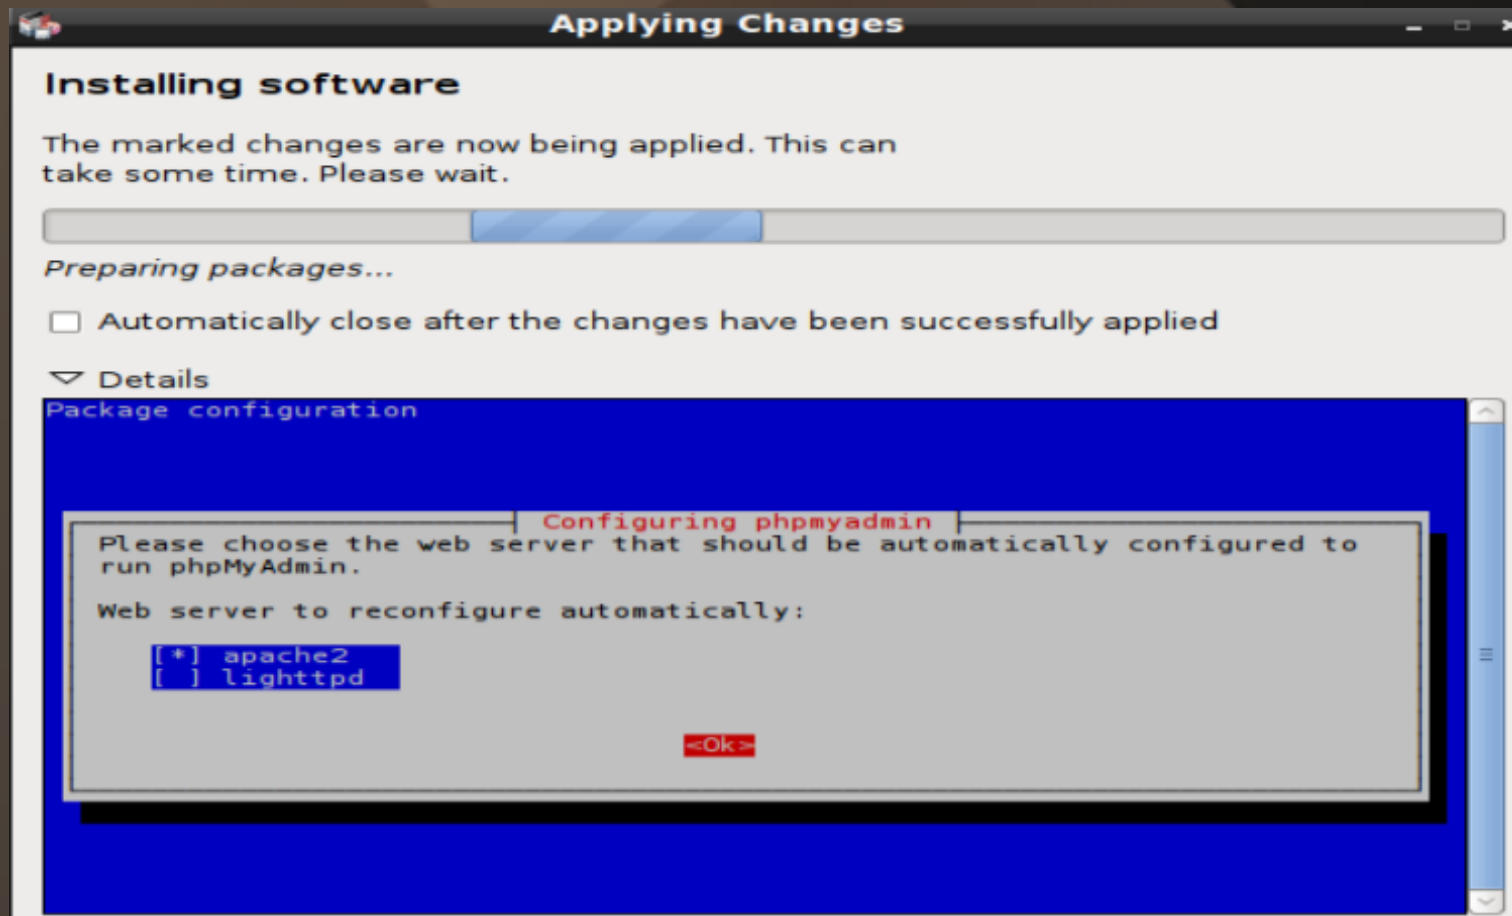 Applying Changes
Installing software
The marked changes are now being applied. This can
take some time. Please wait.
Preparing packages...
Automatically close after the changes have been successfully applied
Details
Package configuration
Configuring phpmyadmin
Please choose the web server that should be automatically configured to
run phpMyAdmin.
Web server to reconfigure automatically:
[*] apache2
[ ] lighttpd
<Ok>